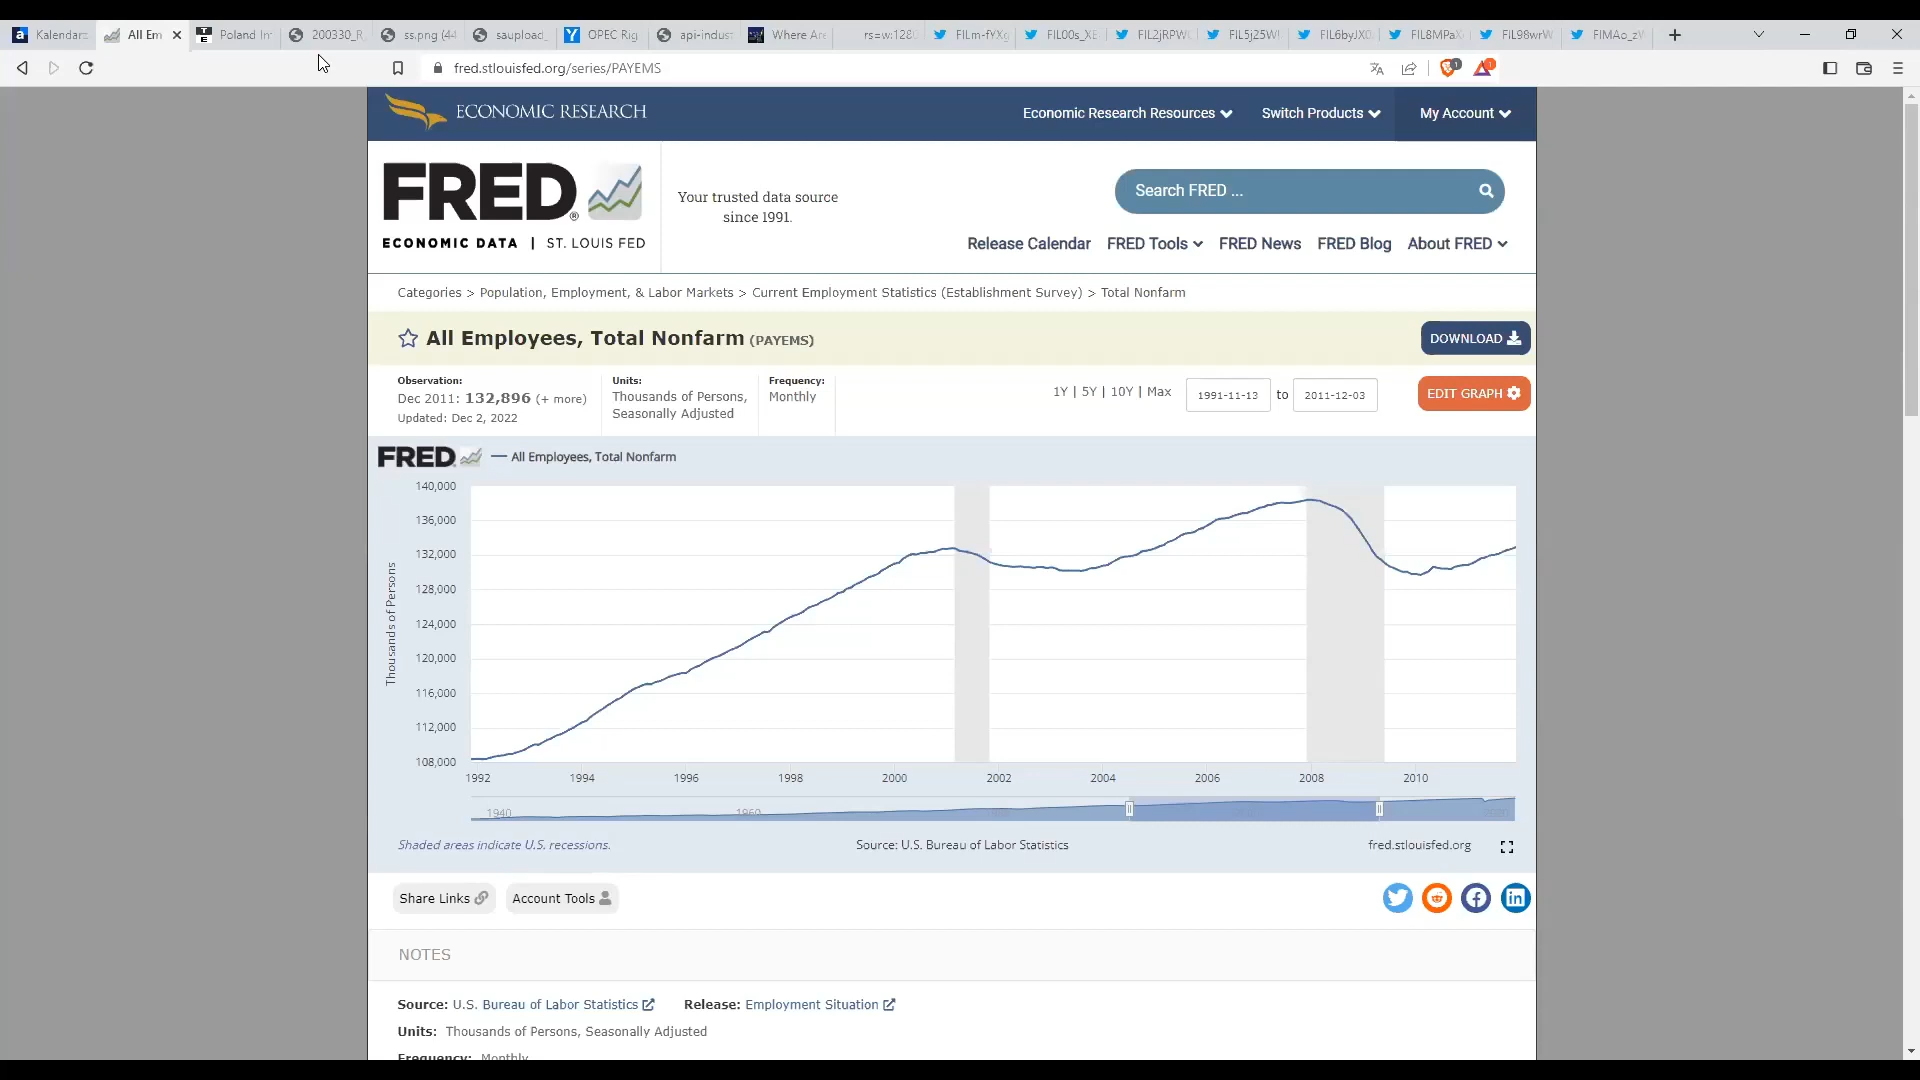 Kalendarz
All Em
Poland In
200330_R
ss.png (44
saupload_
OPEC Rig
api-indust
Where Are
rs=w:1280
FILm-fYXg
FIL00s_XE
FIL2jRPW
FIL5j25W
FIL6byJX0
FIL8MPaX
FIL98wrW
FIMAo_zV
fred.stlouisfed.org/series/PAYEMS
ECONOMIC RESEARCH
Economic Research Resources
Switch Products
My Account
FRED®
ECONOMIC DATA | ST. LOUIS FED
Your trusted data source
since 1991.
Search FRED ...
Release Calendar
FRED Tools
FRED News
FRED Blog
About FRED
Categories > Population, Employment, & Labor Markets > Current Employment Statistics (Establishment Survey) > Total Nonfarm
All Employees, Total Nonfarm (PAYEMS)
DOWNLOAD
Observation:
Dec 2011: 132,896 (+ more)
Updated: Dec 2, 2022
Units:
Thousands of Persons,
Seasonally Adjusted
Frequency:
Monthly
1Y | 5Y | 10Y | Max
1991-11-13 to 2011-12-03
EDIT GRAPH
FRED
All Employees, Total Nonfarm
140,000
136,000
132,000
128,000
124,000
120,000
116,000
112,000
108,000
Thousands of Persons
1992 1994 1996 1998 2000 2002 2004 2006 2008 2010
1940 1960
Shaded areas indicate U.S. recessions.
Source: U.S. Bureau of Labor Statistics
fred.stlouisfed.org
Share Links
Account Tools
NOTES
Source: U.S. Bureau of Labor Statistics
Release: Employment Situation
Units: Thousands of Persons, Seasonally Adjusted
Frequency: Monthly